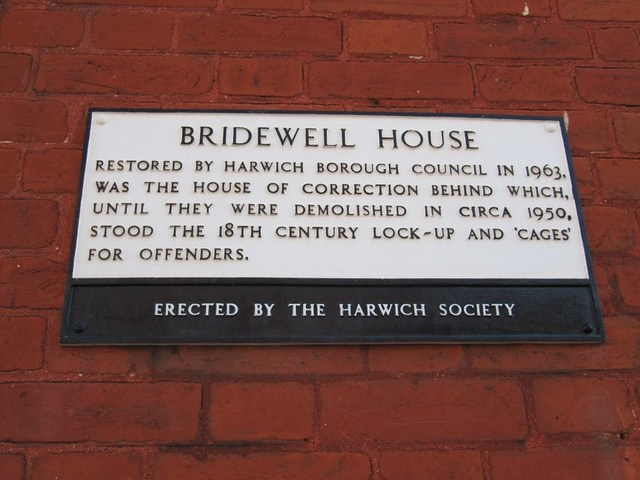 BRIDEWELL HOUSE
RESTORED BY HARWICH BOROUGH COUNCIL IN 1963,
WAS THE HOUSE OF CORRECTION BEHIND WHICH,
UNTIL THEY WERE DEMOLISHED IN CIRCA 1950,
STOOD THE 18TH CENTURY LOCK-UP AND 'CAGES'
FOR OFFENDERS.
ERECTED BY THE HARWICH SOCIETY